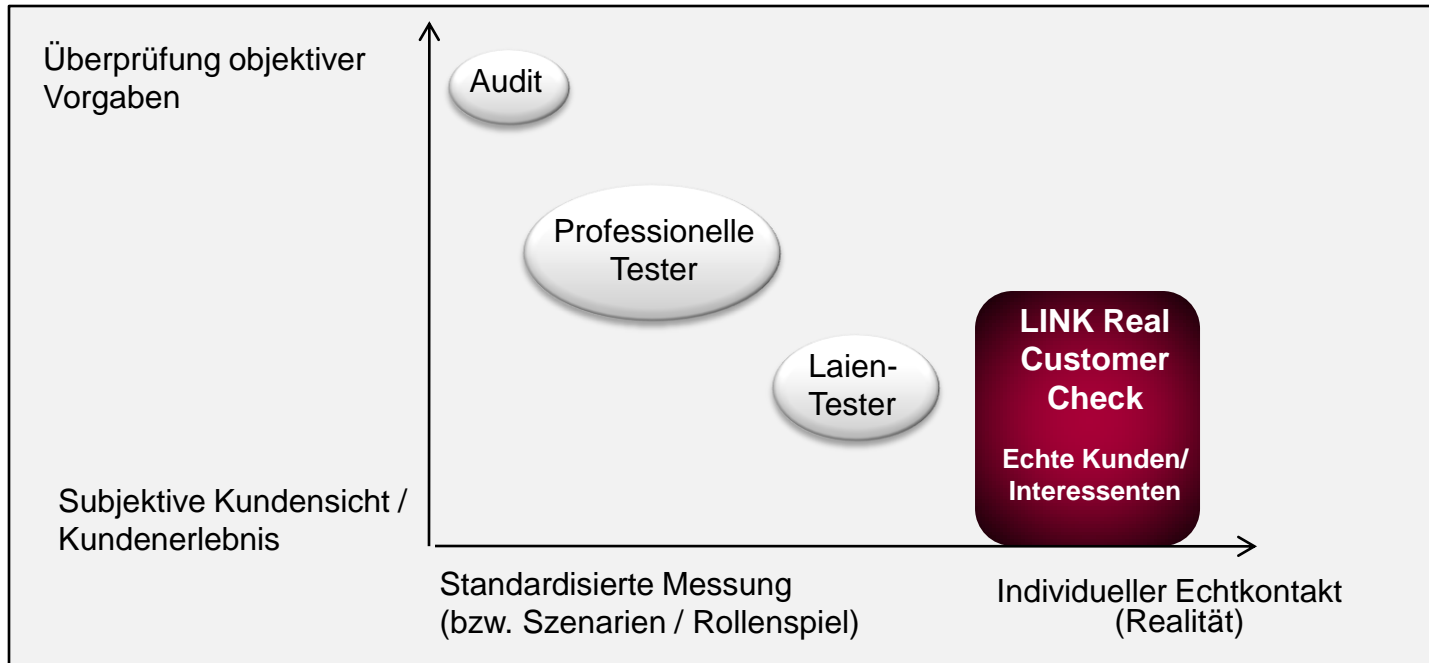 Überprüfung objektiver
Vorgaben
Audit
Professionelle
Tester
Laien-
Tester
LINK Real
Customer
Check
Echte Kunden/
Interessenten
Subjektive Kundensicht /
Kundenerlebnis
Standardisierte Messung
(bzw. Szenarien / Rollenspiel)
Individueller Echtkontakt
(Realität)